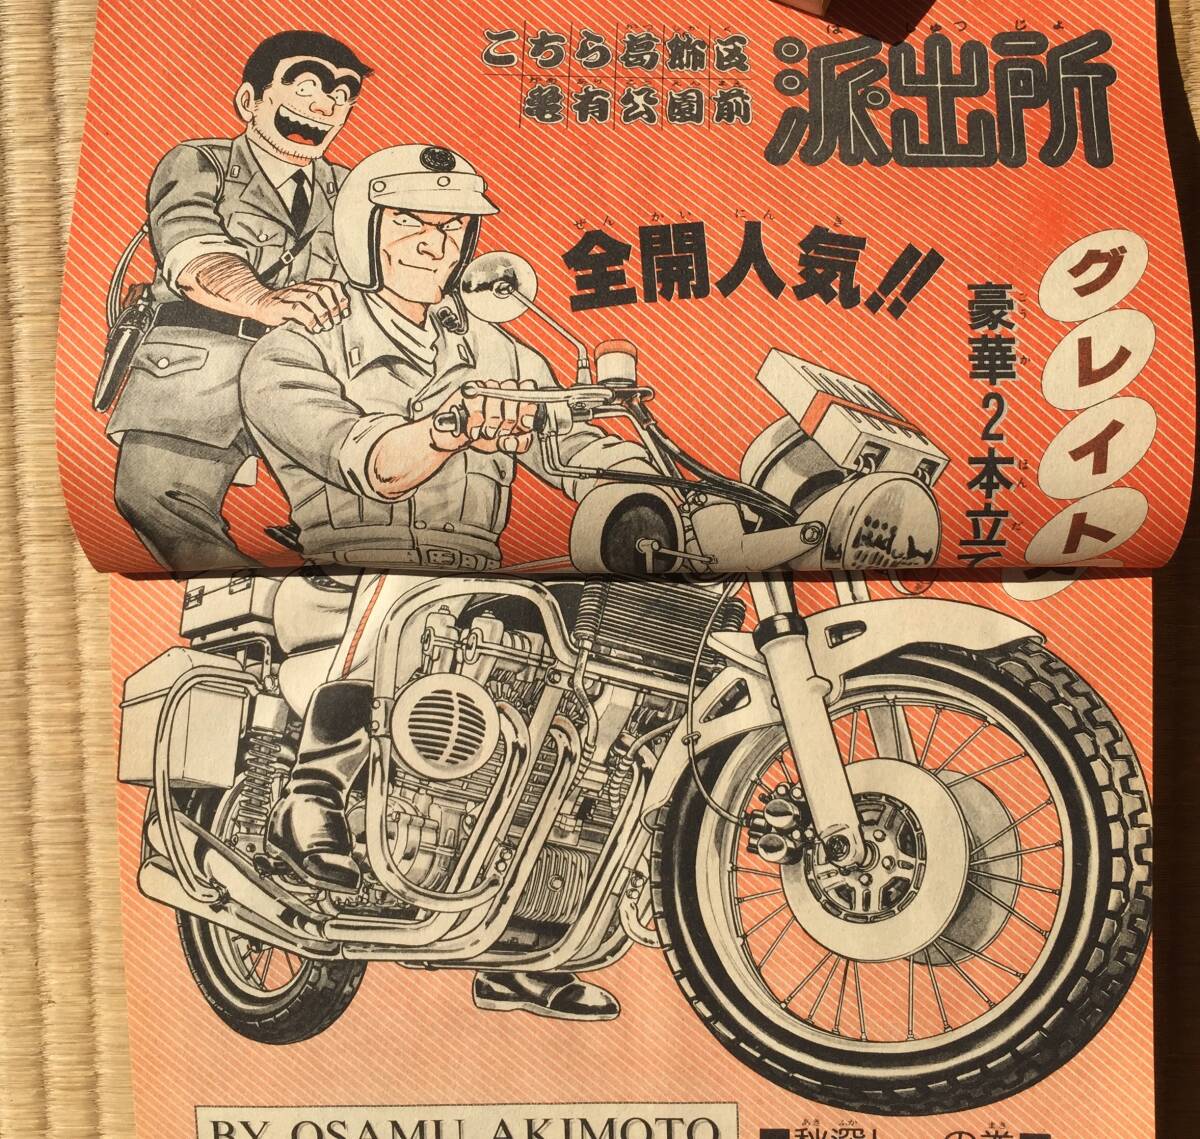 こちら葛飾区
亀有公園前
派出所
全開人気!!
グレイト
豪華2本立て
BY OSAMU AKIMOTO